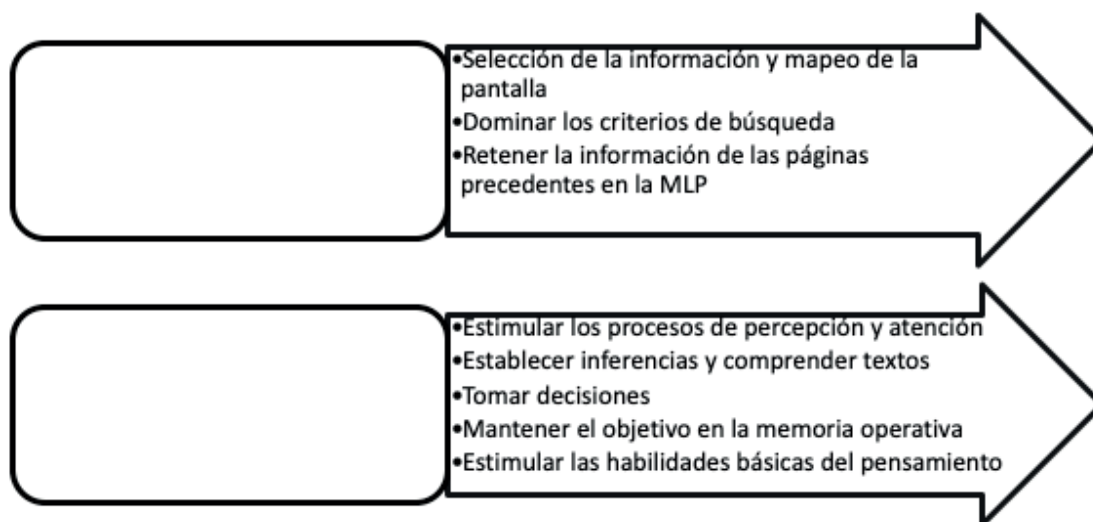 •Selección de la información y mapeo de la
pantalla
•Dominar los criterios de búsqueda
•Retener la información de las páginas
precedentes en la MLP
•Estimular los procesos de percepción y atención
•Establecer inferencias y comprender textos
•Tomar decisiones
•Mantener el objetivo en la memoria operativa
•Estimular las habilidades básicas del pensamiento